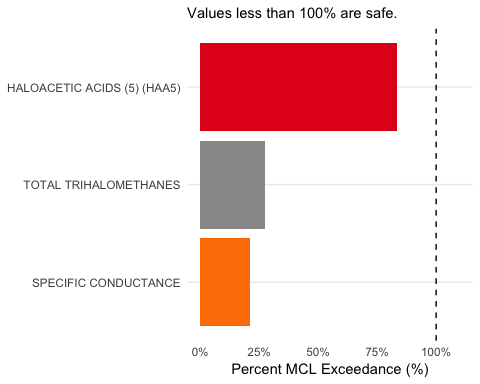 Values less than 100% are safe.
HALOACETIC ACIDS (5) (HAA5)
TOTAL TRIHALOMETHANES
SPECIFIC CONDUCTANCE
0% 25% 50% 75% 100%
Percent MCL Exceedance (%)